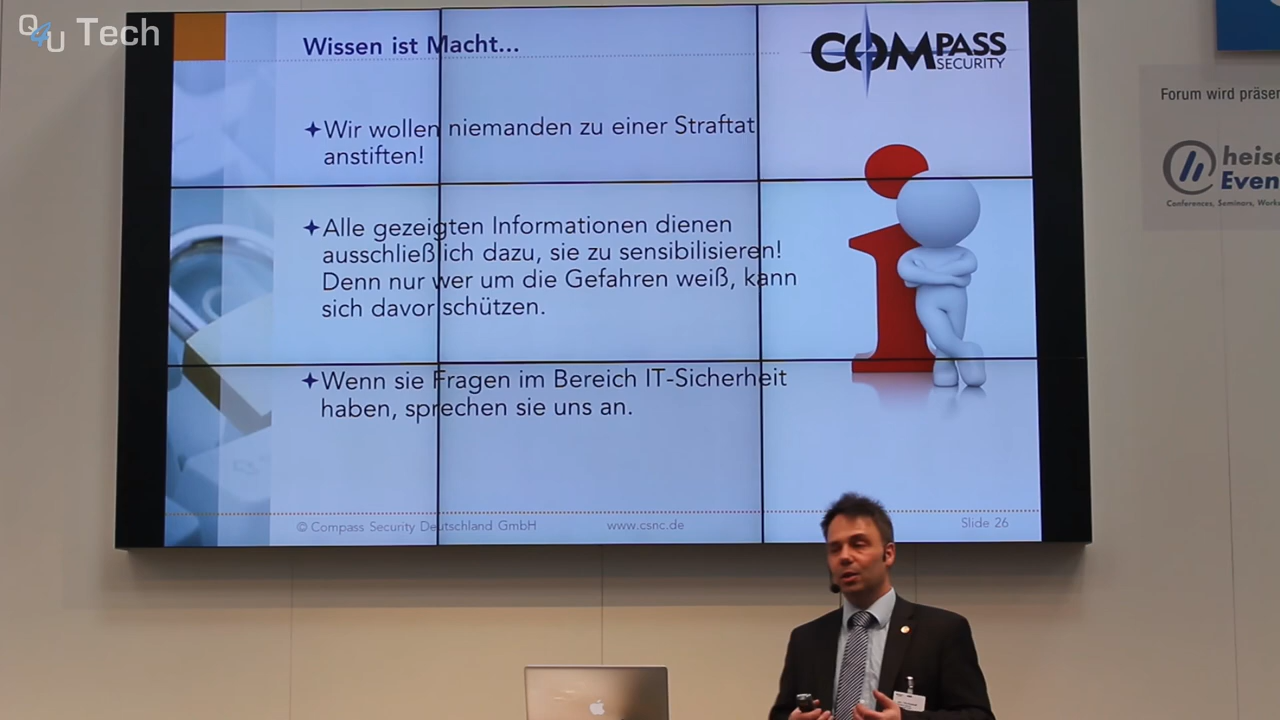 Q4U Tech
Wissen ist Macht...
COMPASS
SECURITY
Forum wird präsen
✦Wir wollen niemanden zu einer Straftat
anstiften!
heise
Even
Conferences, Seminars, Works
✦Alle gezeigten Informationen dienen
ausschließlich dazu, sie zu sensibilisieren!
Denn nur wer um die Gefahren weiß, kann
sich davor schützen.
✦Wenn sie Fragen im Bereich IT-Sicherheit
haben, sprechen sie uns an.
© Compass Security Deutschland GmbH
www.csnc.de
Slide 26